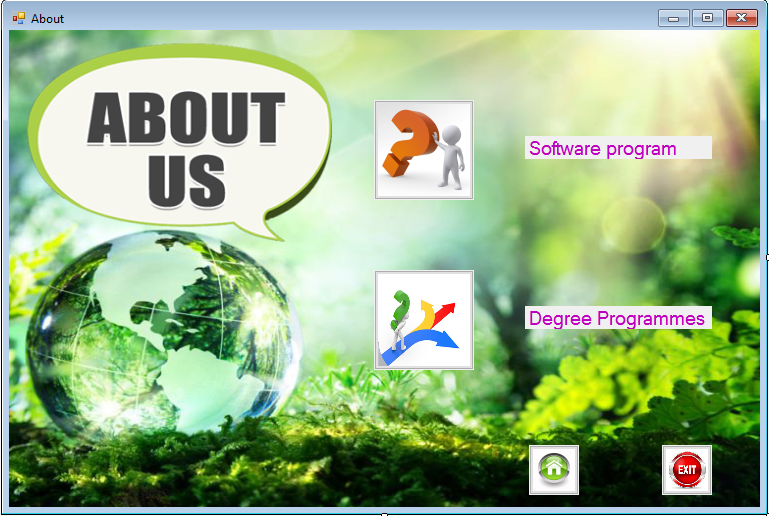 About
ABOUT
US
Software program
Degree Programmes
EXIT